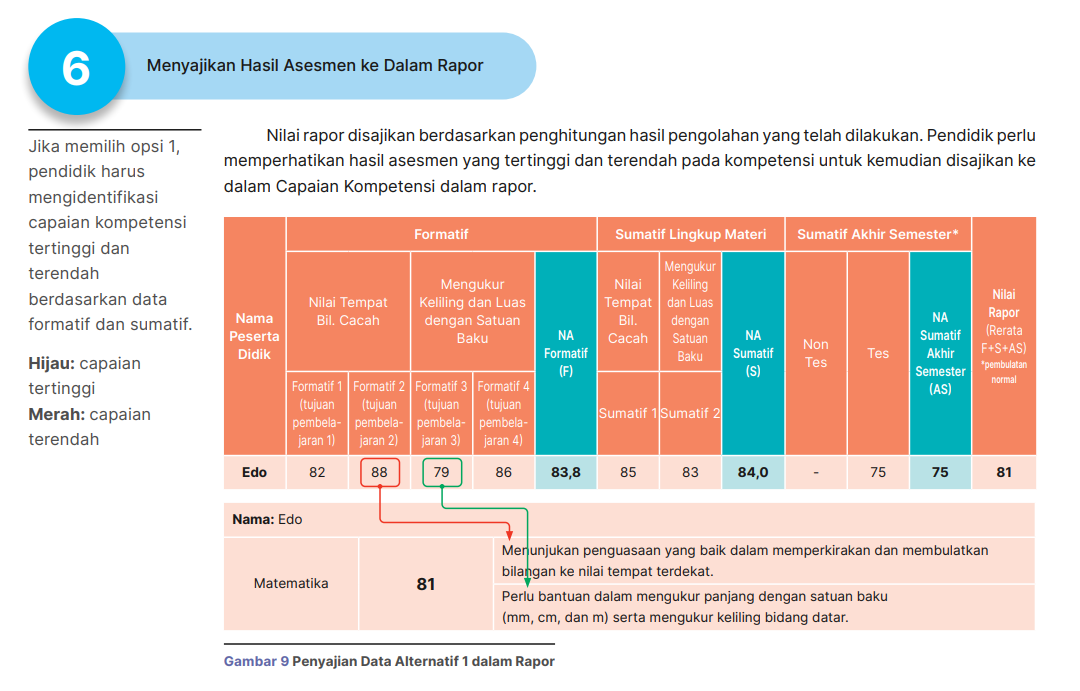 6
Menyajikan Hasil Asesmen ke Dalam Rapor
Jika memilih opsi 1,
pendidik harus
mengidentifikasi
capaian kompetensi
tertinggi dan
terendah
berdasarkan data
formatif dan sumatif.
Hijau: capaian
tertinggi
Merah: capaian
terendah
Nilai rapor disajikan berdasarkan penghitungan hasil pengolahan yang telah dilakukan. Pendidik perlu
memperhatikan hasil asesmen yang tertinggi dan terendah pada kompetensi untuk kemudian disajikan ke
dalam Capaian Kompetensi dalam rapor.
Nama
Peserta
Didik
Formatif
Nilai Tempat
Bil. Cacah
Mengukur
Keliling dan Luas
dengan Satuan
Baku
Formatif 1
(tujuan
pembela-
jaran 1)
Formatif 2
(tujuan
pembela-
jaran 2)
Formatif 3
(tujuan
pembela-
jaran 3)
Formatif 4
(tujuan
pembela-
jaran 4)
NA
Formatif
(F)
Sumatif Lingkup Materi
Nilai
Tempat
Bil.
Cacah
Mengukur
Keliling
dan Luas
dengan
Satuan
Baku
Sumatif 1
Sumatif 2
NA
Sumatif
(S)
Sumatif Akhir Semester*
Non
Tes
Tes
NA
Sumatif
Akhir
Semester
(AS)
Nilai
Rapor
(Rerata
F+S+AS)
*pembulatan
normal
Edo 82 88 79 86 83,8 85 83 84,0 - 75 75 81
Nama: Edo
Matematika
81
Menunjukan penguasaan yang baik dalam memperkirakan dan membulatkan
bilangan ke nilai tempat terdekat.
Perlu bantuan dalam mengukur panjang dengan satuan baku
(mm, cm, dan m) serta mengukur keliling bidang datar.
Gambar 9 Penyajian Data Alternatif 1 dalam Rapor